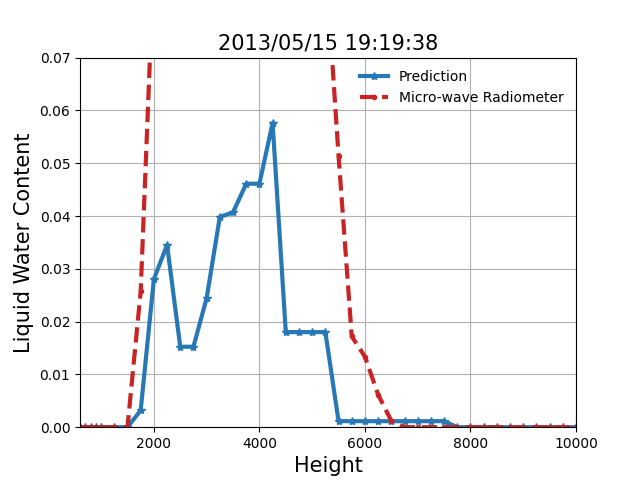 2013/05/15 19:19:38
Prediction
Micro-wave Radiometer
Liquid Water Content
0.07
0.06
0.05
0.04
0.03
0.02
0.01
0.00
2000 4000 6000 8000 10000
Height